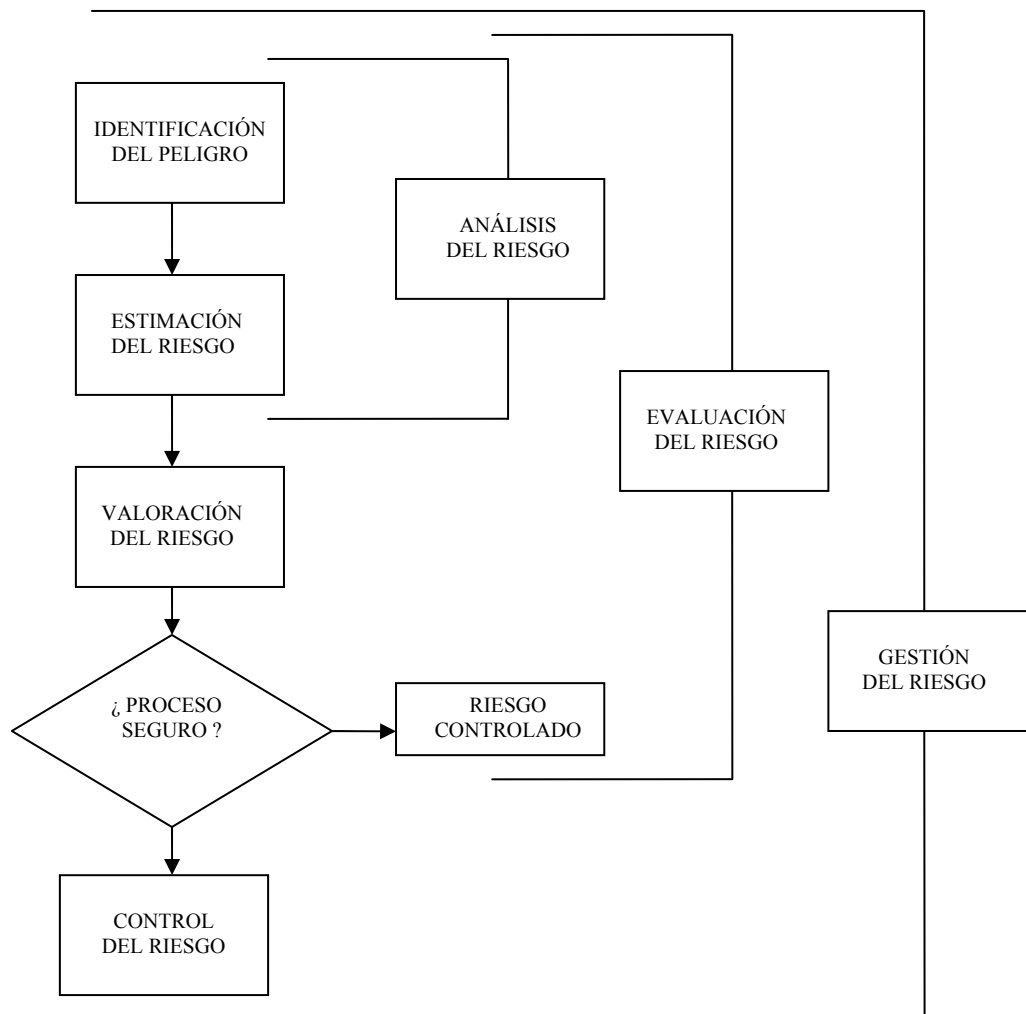 IDENTIFICACIÓN
DEL PELIGRO
ANÁLISIS
DEL RIESGO
ESTIMACIÓN
DEL RIESGO
EVALUACIÓN
DEL RIESGO
VALORACIÓN
DEL RIESGO
GESTIÓN
DEL RIESGO
¿ PROCESO
SEGURO ?
RIESGO
CONTROLADO
CONTROL
DEL RIESGO